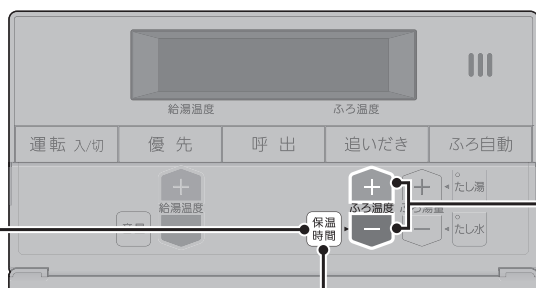 給湯温度 ふろ温度
運転 入/切 優先 呼出 追いだき ふろ自動
+ + + たし湯
給湯温度 ふろ温度 ふろ湯量
保温
時間
− − たし水